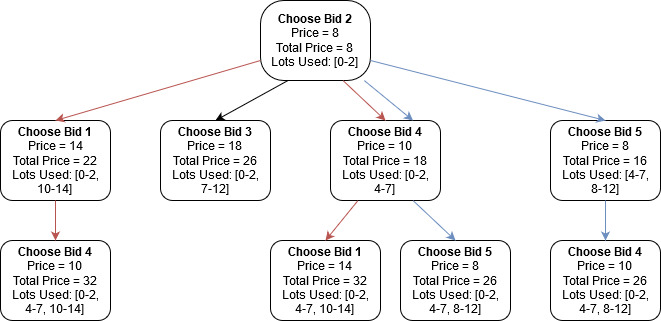 Choose Bid 2
Price = 8
Total Price = 8
Lots Used: [0-2]
Choose Bid 1
Price = 14
Total Price = 22
Lots Used: [0-2,
10-14]
Choose Bid 3
Price = 18
Total Price = 26
Lots Used: [0-2,
7-12]
Choose Bid 4
Price = 10
Total Price = 18
Lots Used: [0-2,
4-7]
Choose Bid 5
Price = 8
Total Price = 16
Lots Used: [4-7,
8-12]
Choose Bid 4
Price = 10
Total Price = 32
Lots Used: [0-2,
4-7, 10-14]
Choose Bid 1
Price = 14
Total Price = 32
Lots Used: [0-2,
4-7, 10-14]
Choose Bid 5
Price = 8
Total Price = 26
Lots Used: [0-2,
4-7, 8-12]
Choose Bid 4
Price = 10
Total Price = 26
Lots Used: [0-2,
4-7, 8-12]